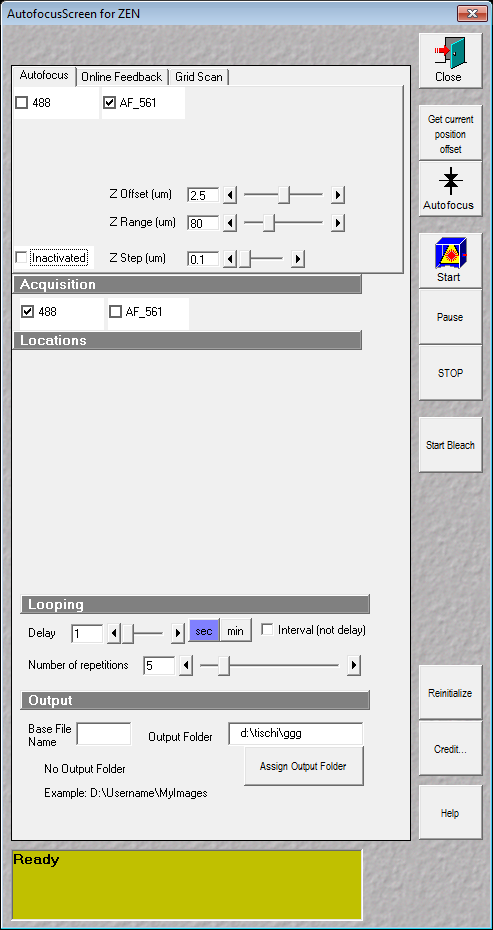 AutofocusScreen for ZEN
Close
Autofocus
Online Feedback
Grid Scan
488
AF_561
Get current
position
offset
Autofocus
Z Offset (um)
2.5
Z Range (um)
80
Inactivated
Z Step (um)
0.1
Start
Acquisition
488
AF_561
Pause
Locations
STOP
Start Bleach
Looping
Delay
1
sec
min
Interval (not delay)
Number of repetitions
5
Reinitialize
Output
Base File
Name
Output Folder
d:\tischi\ggg
Credit...
No Output Folder
Assign Output Folder
Example: D:\Username\MyImages
Help
Ready